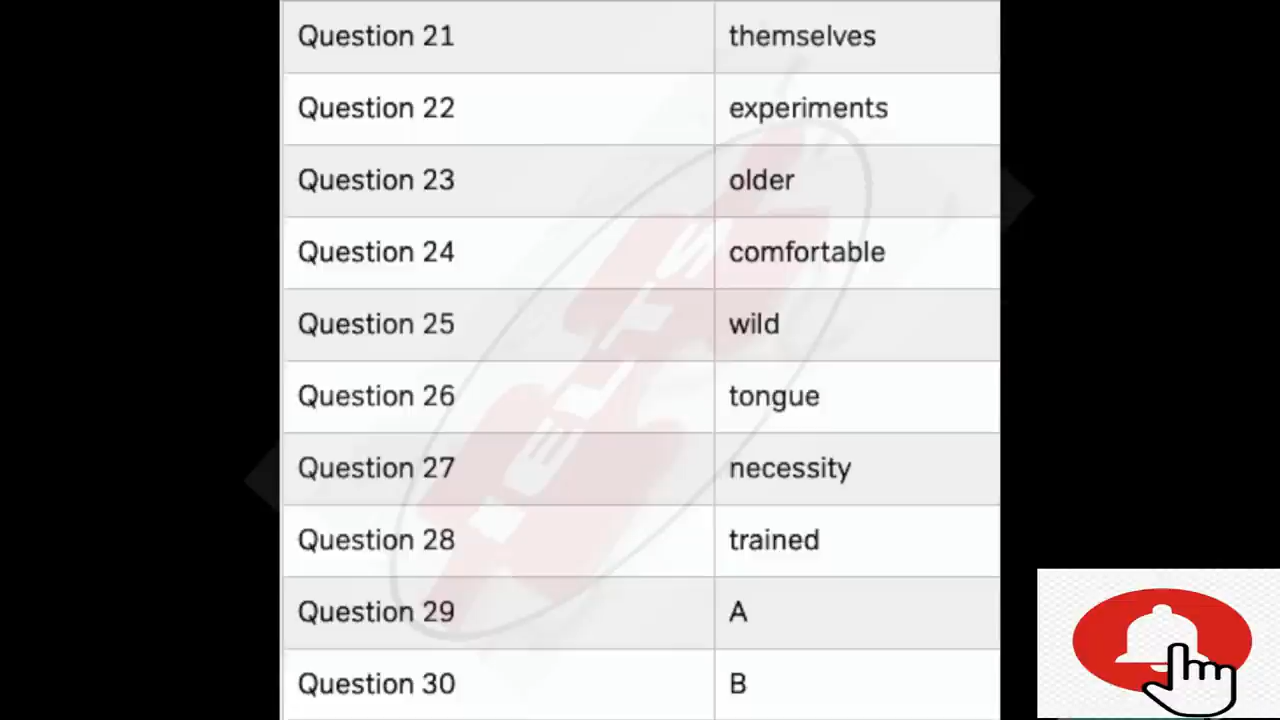 Question 21 themselves
Question 22 experiments
Question 23 older
Question 24 comfortable
Question 25 wild
Question 26 tongue
Question 27 necessity
Question 28 trained
Question 29 A
Question 30 B
IELTS